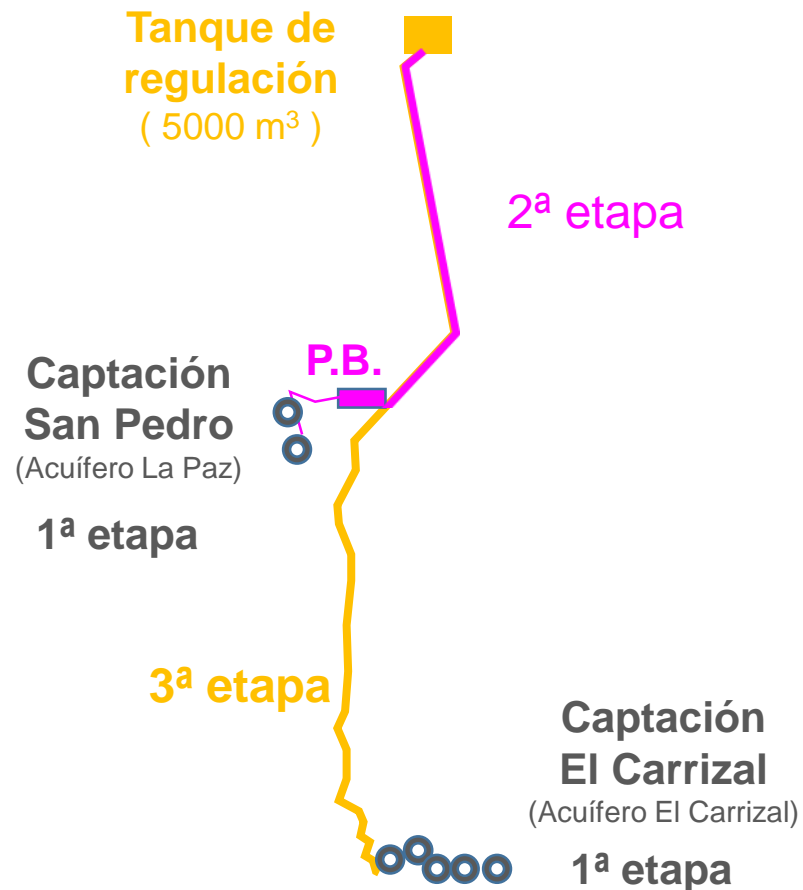 Tanque de
regulación
( 5000 m³ )
2ª etapa
P.B.
Captación
San Pedro
(Acuífero La Paz)
1ª etapa
3ª etapa
Captación
El Carrizal
(Acuífero El Carrizal)
1ª etapa